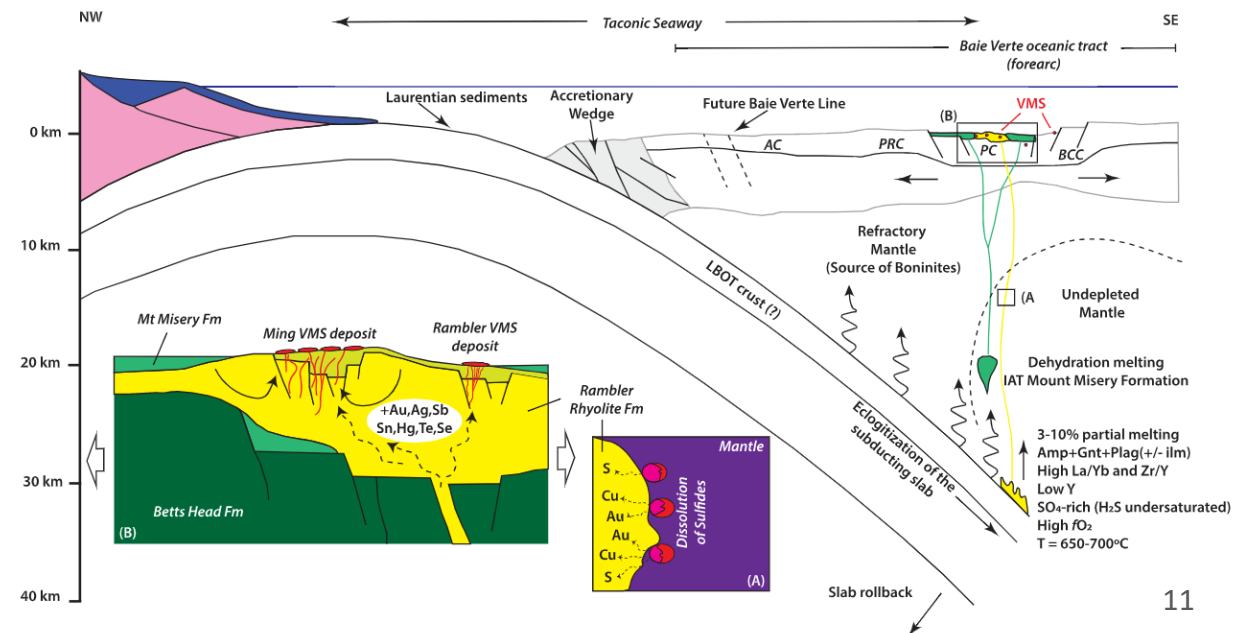 NW
Taconic Seaway
SE
Baie Verte oceanic tract
(forearc)
Laurentian sediments
Accretionary
Wedge
Future Baie Verte Line
VMS
(B)
0 km
AC
PRC
PC
BCC
10 km
Refractory
Mantle
(Source of Boninites)
LBOT crust (?)
(A
Undepleted
Mantle
Mt Misery Fm
Ming VMS deposit
Rambler VMS
deposit
20 km
Dehydration melting
IAT Mount Misery Formation
Rambler
Rhyolite Fm
+Au,Ag,Sb
Sn,Hg,Te,Se
Eclogitization of the
subducting slab
3-10% partial melting
Amp+Gnt+Plag(+/- ilm)
High La/Yb and Zr/Y
Low Y
SO₄-rich (H₂S undersaturated)
High fO₂
T = 650-700ºC
30 km
Betts Head Fm
(B)
Mantle
S
Cu
Au
Au
Cu
S
Dissolution
of Sulfides
(A)
40 km
Slab rollback
11